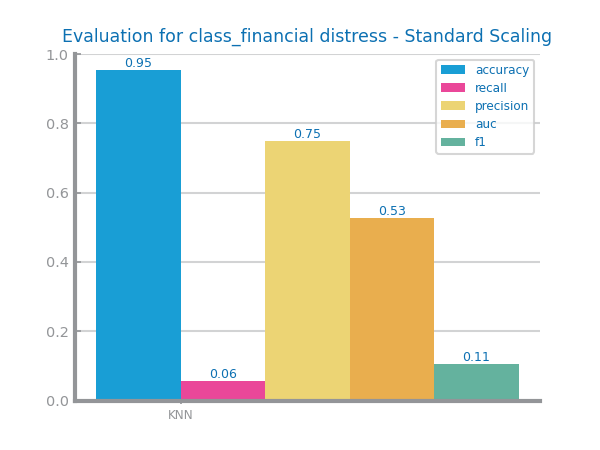 Evaluation for class_financial distress - Standard Scaling
1.0
0.8
0.6
0.4
0.2
0.0
0.95
0.06
0.75
0.53
0.11
accuracy
recall
precision
auc
f1
KNN